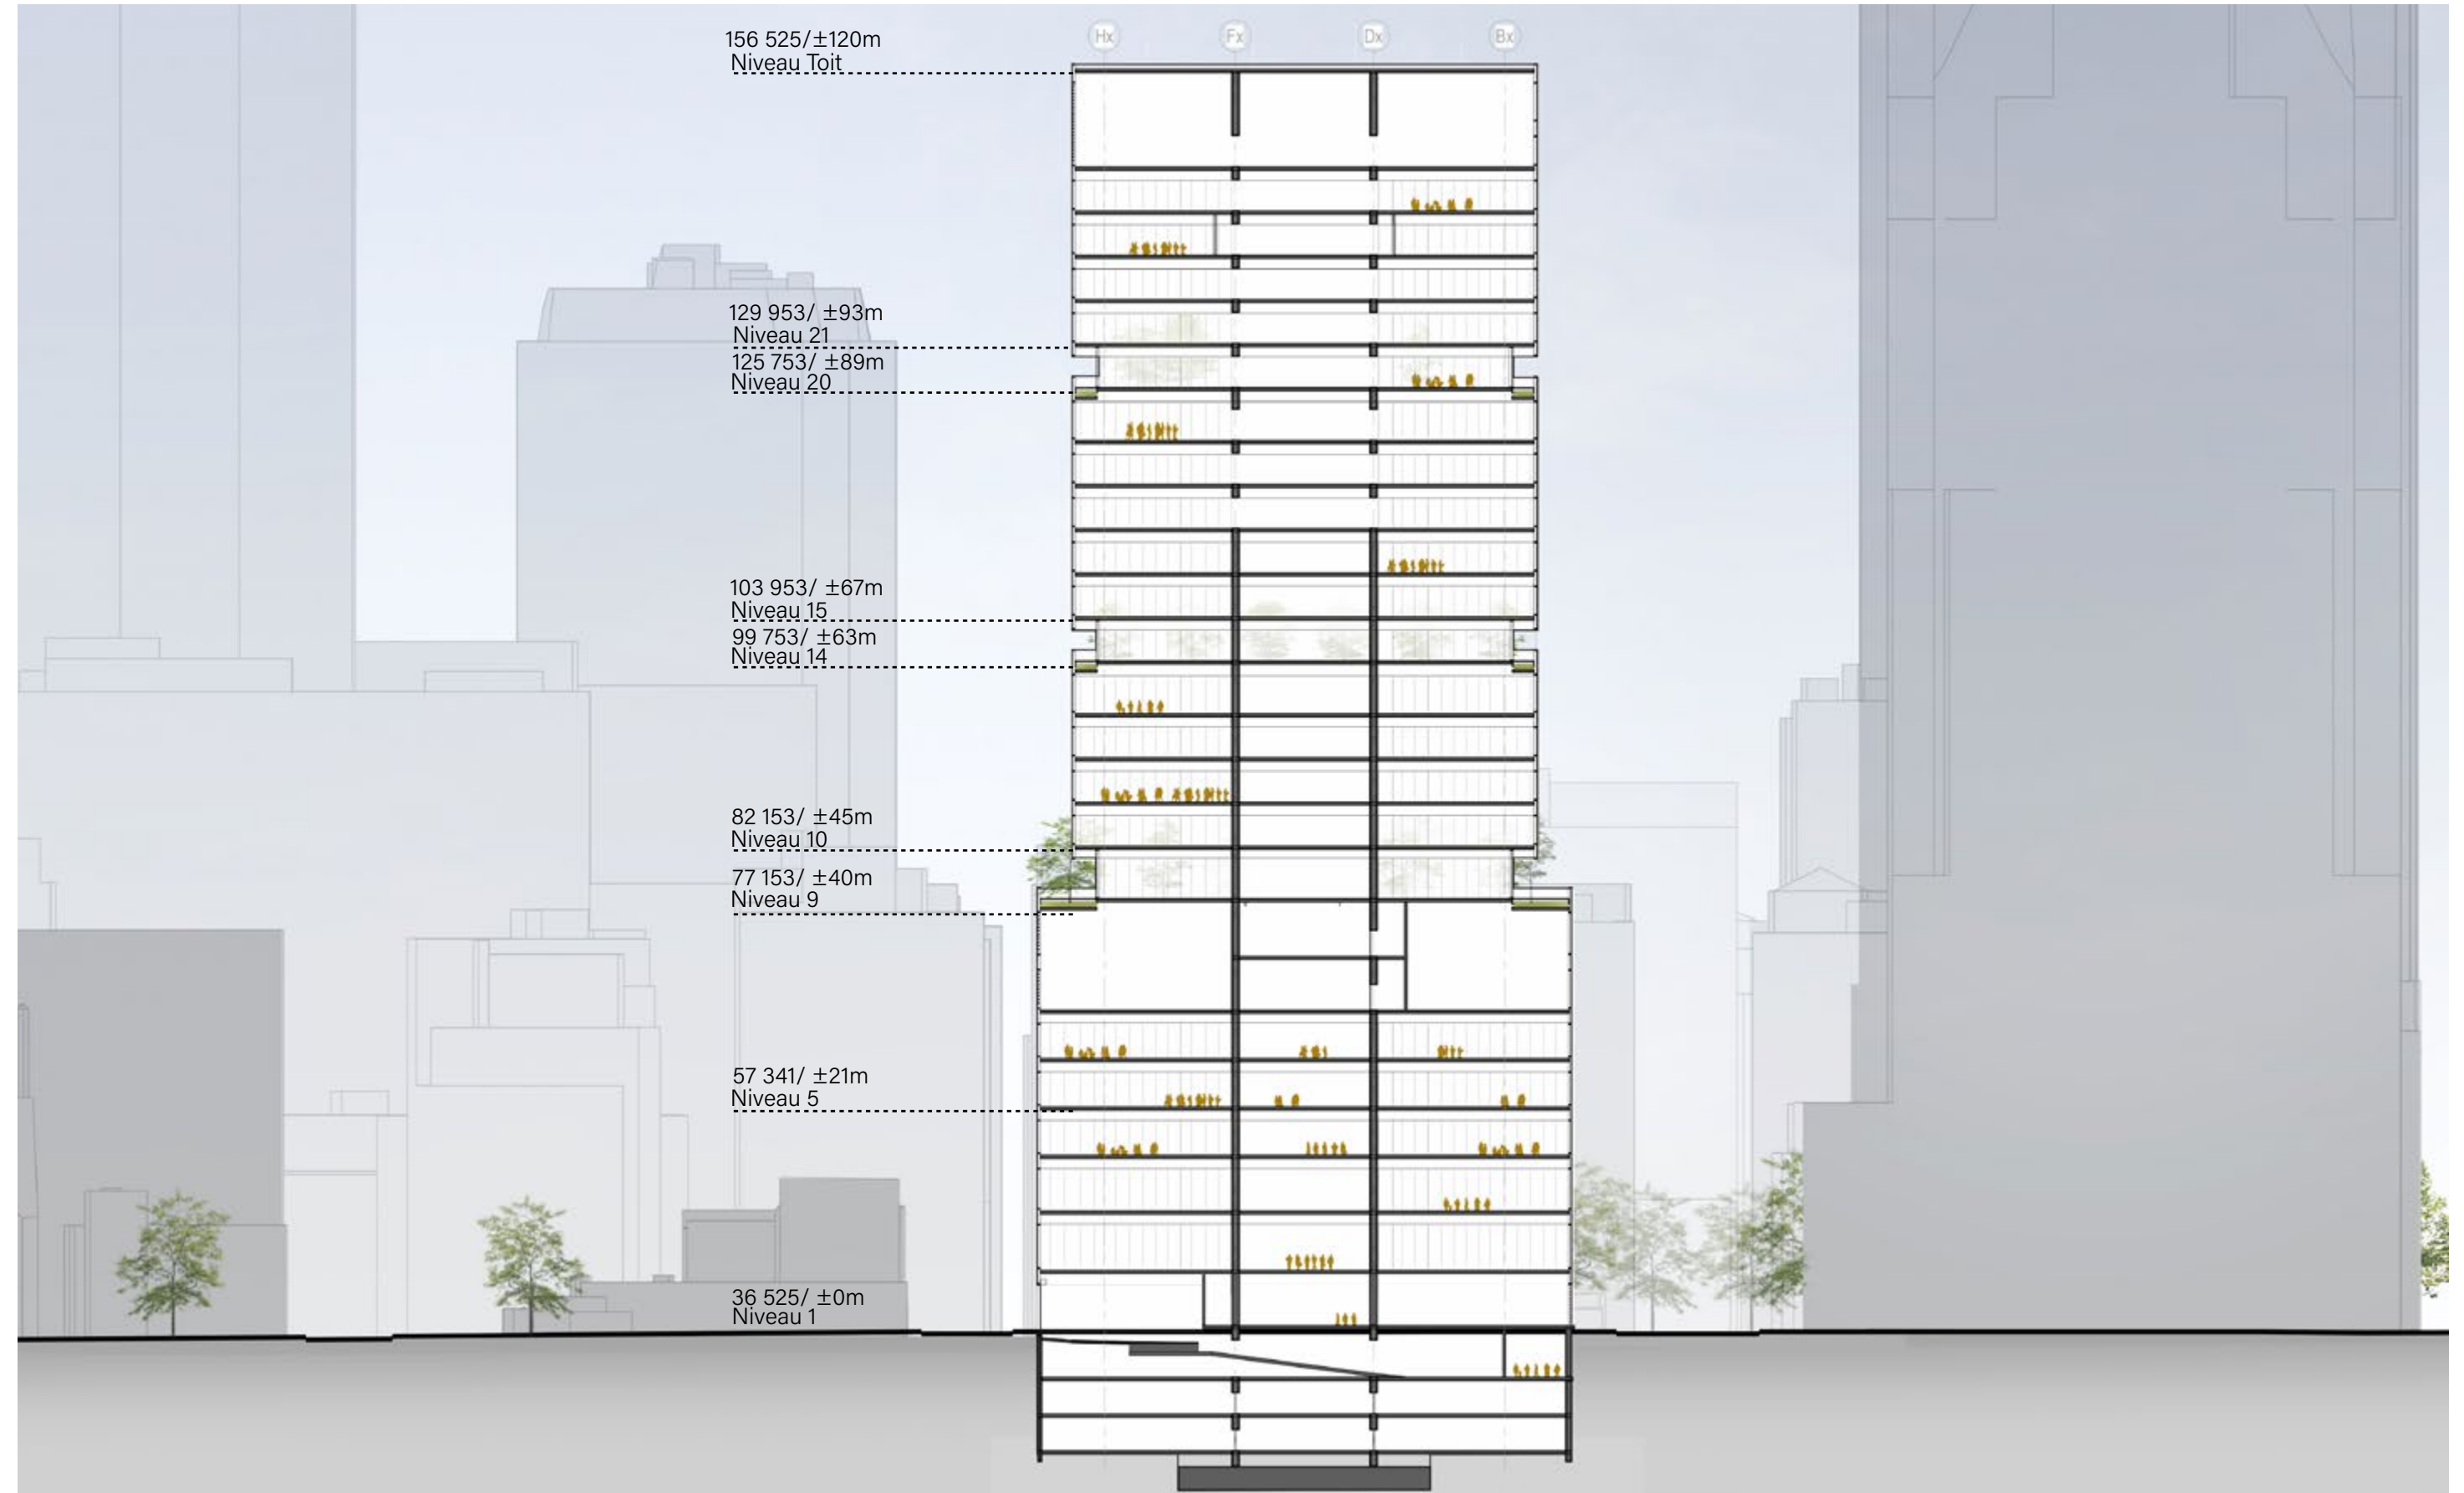 Hx Fx Dx Bx
156 525/±120m
Niveau Toit
129 953/ ±93m
Niveau 21
125 753/ ±89m
Niveau 20
103 953/ ±67m
Niveau 15
99 753/ ±63m
Niveau 14
82 153/ ±45m
Niveau 10
77 153/ ±40m
Niveau 9
57 341/ ±21m
Niveau 5
36 525/ ±0m
Niveau 1